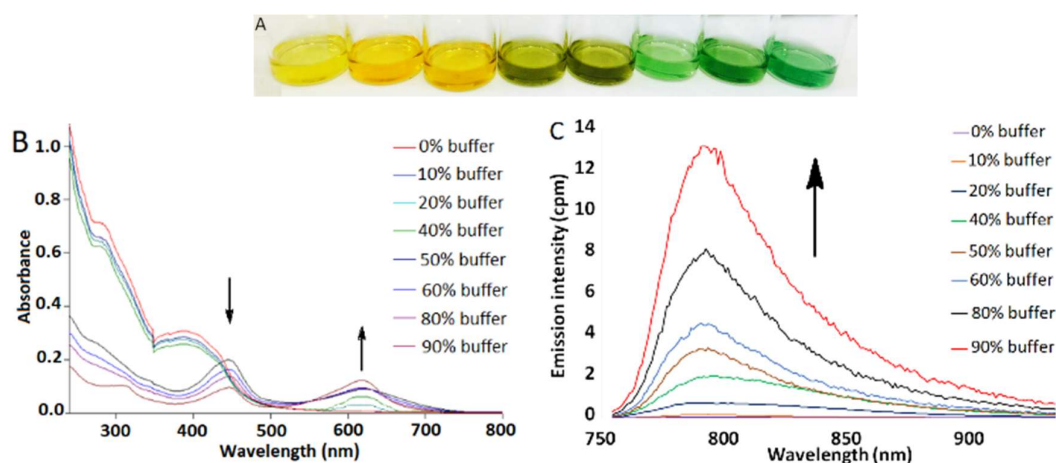 A
B
1.0
0.8
0.6
0.4
0.2
0.0
Absorbance
300
400
500
600
700
800
Wavelength (nm)
0% buffer
10% buffer
20% buffer
40% buffer
50% buffer
60% buffer
80% buffer
90% buffer
C
14
12
10
8
6
4
2
0
Emission intensity (cpm)
750
800
850
900
Wavelength (nm)
0% buffer
10% buffer
20% buffer
40% buffer
50% buffer
60% buffer
80% buffer
90% buffer